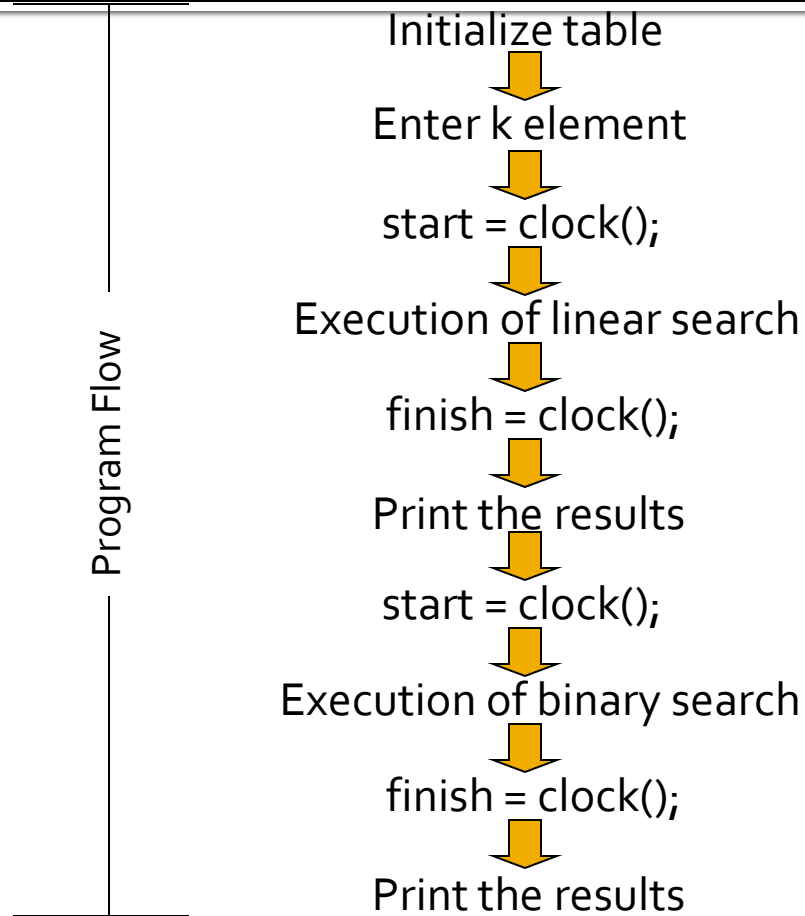 Initialize table
Enter k element
start = clock();
Execution of linear search
finish = clock();
Print the results
start = clock();
Execution of binary search
finish = clock();
Print the results
Program Flow